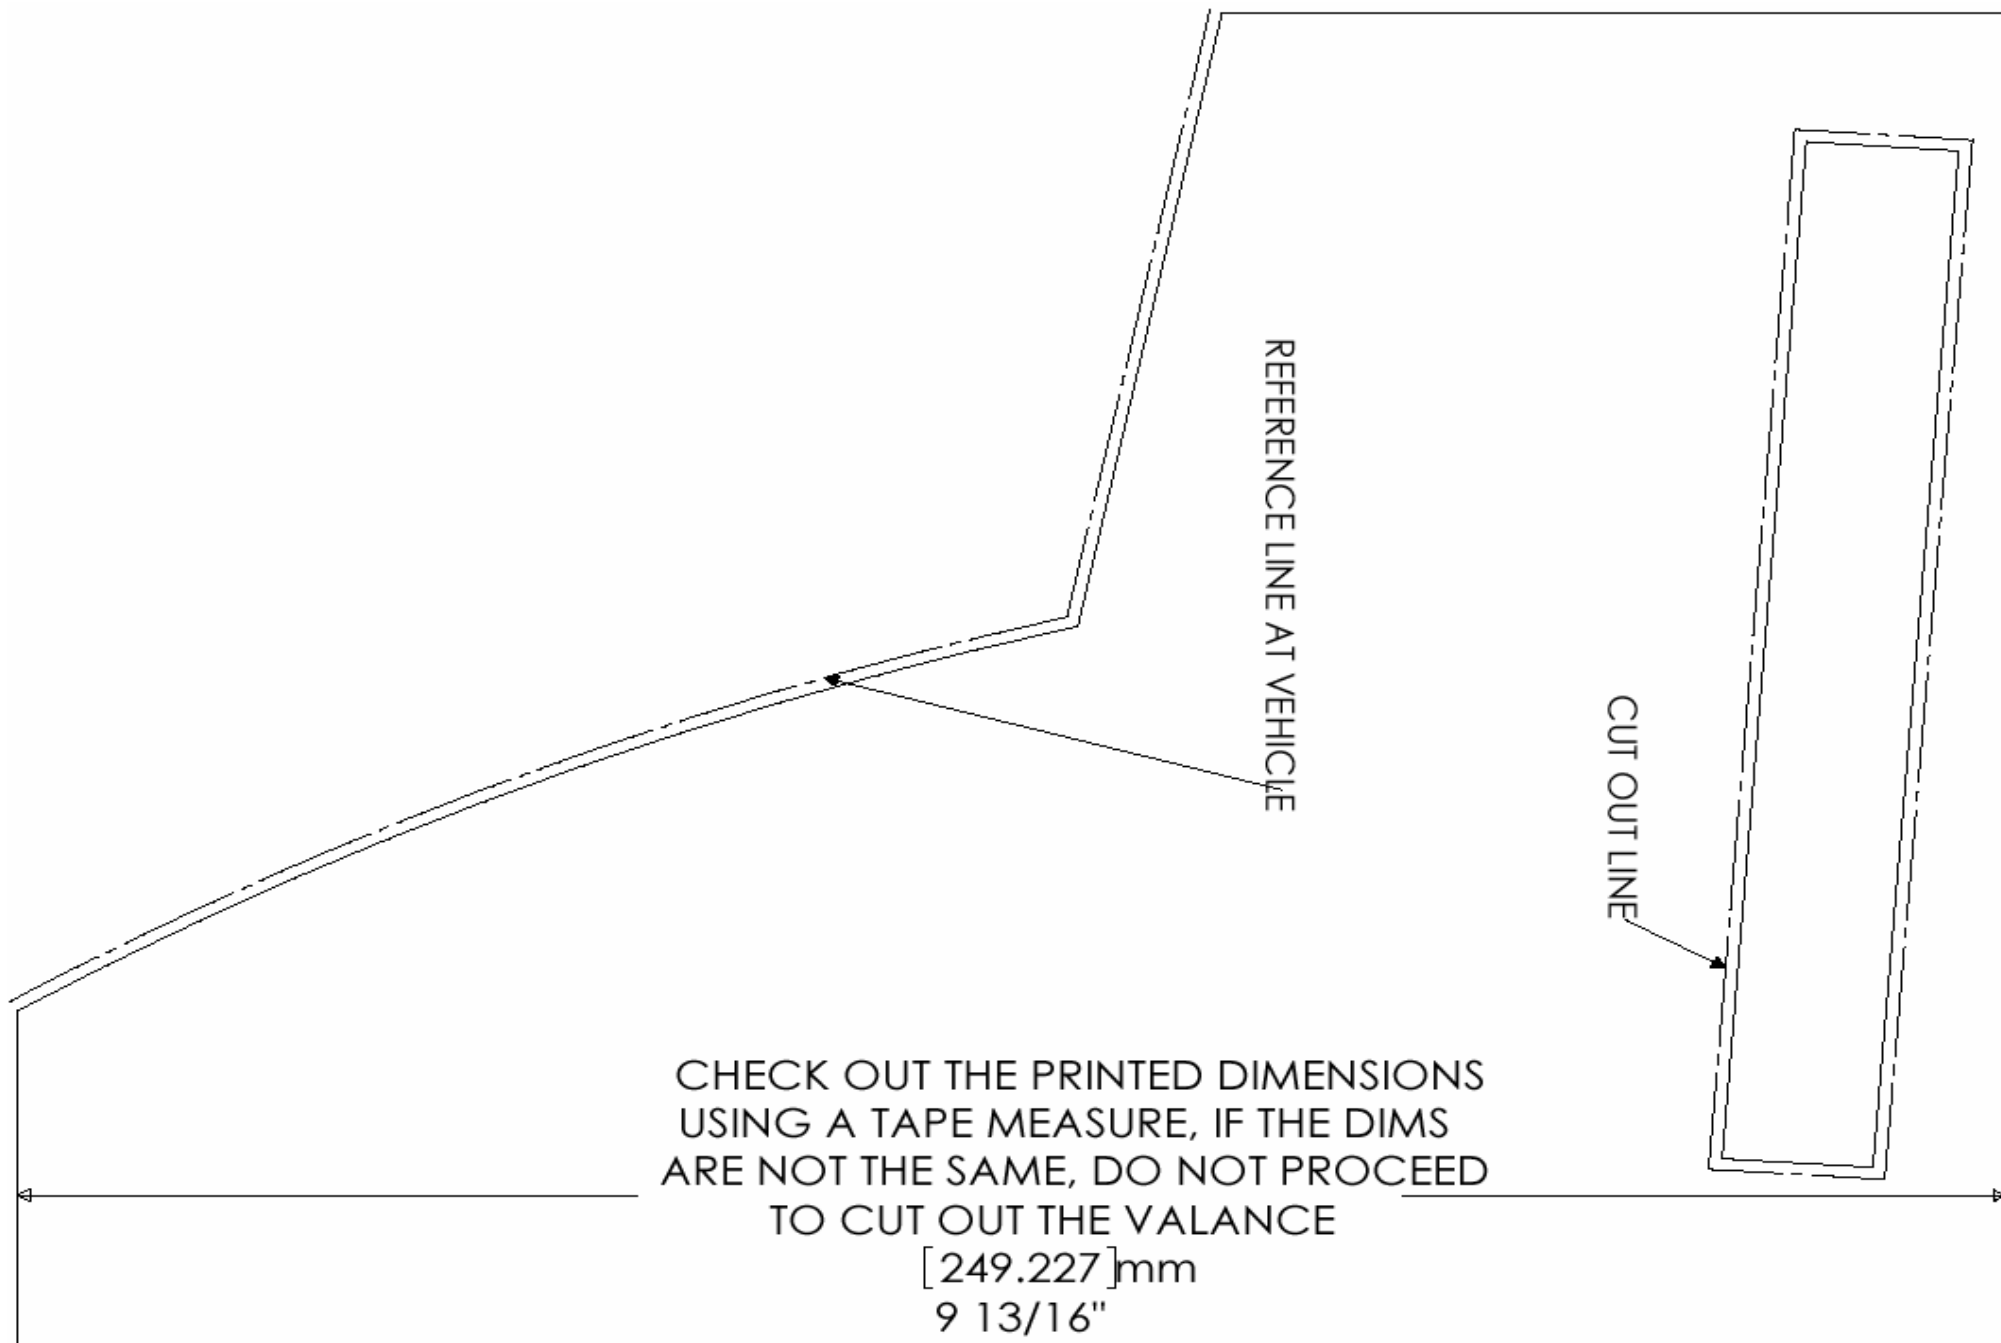 REFERENCE LINE AT VEHICLE
CUT OUT LINE
CHECK OUT THE PRINTED DIMENSIONS
USING A TAPE MEASURE, IF THE DIMS
ARE NOT THE SAME, DO NOT PROCEED
TO CUT OUT THE VALANCE
[249.227]mm
9 13/16"